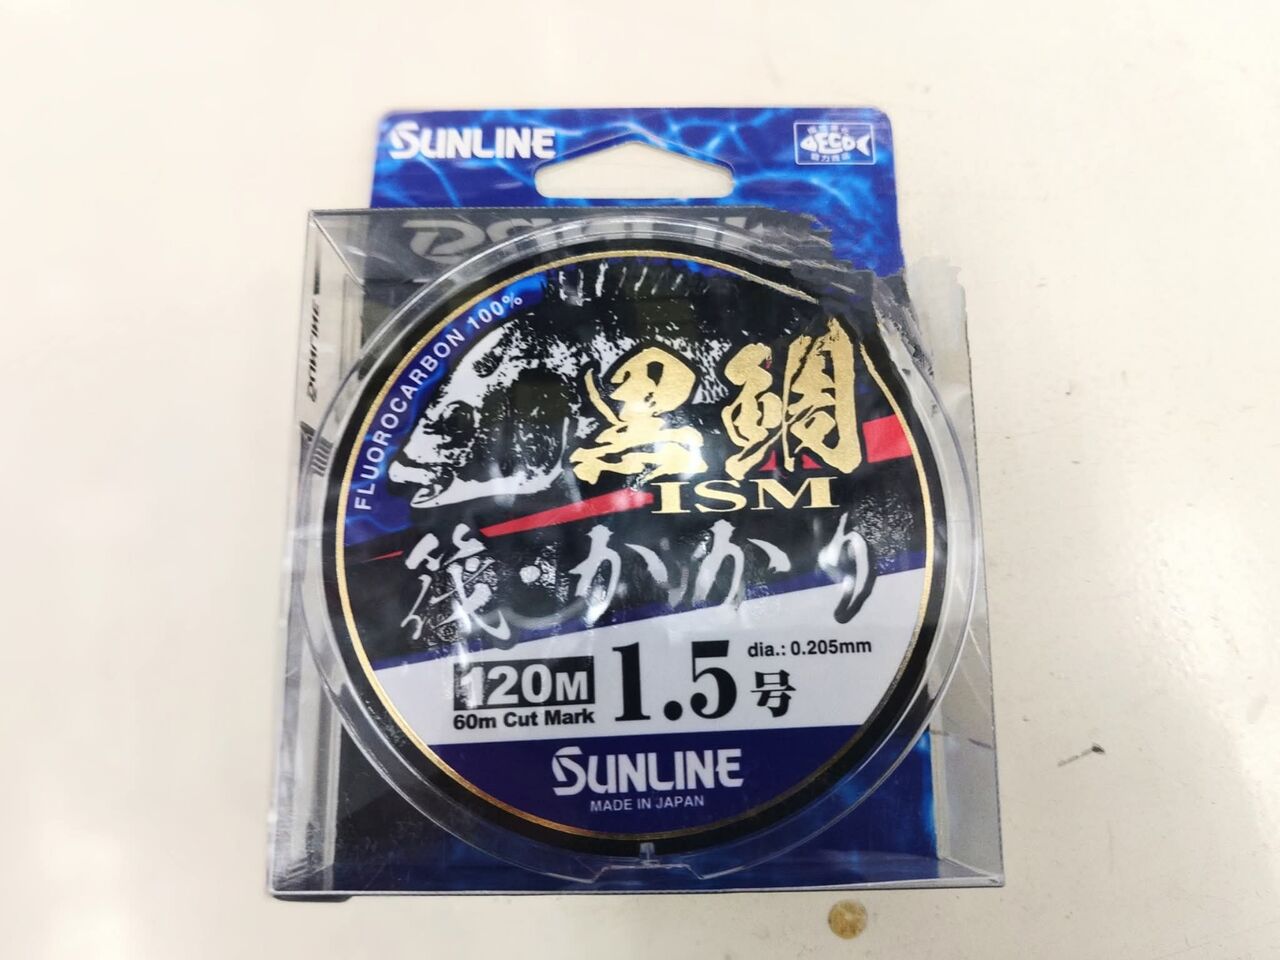 SUNLINE
ECO
FLUOROCARBON 100%
黒鯛
ISM
筏・かかり
120M
60m Cut Mark
1.5号
dia.: 0.205mm
SUNLINE
MADE IN JAPAN